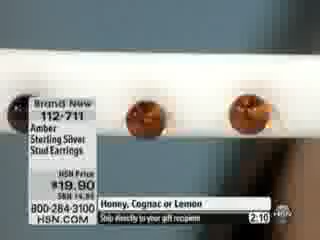 Brand New
112-711
Amber
Sterling Silver
Stud Earrings
HSN Price
$19.90
S&H $4.95
800-284-3100
HSN.COM
Honey, Cognac or Lemon
Ship directly to your gift recipient
2:10
HSN